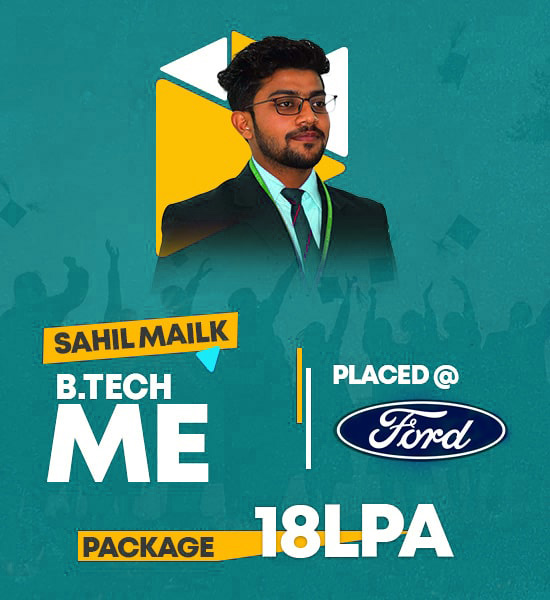 SAHIL MAILK
B.TECH
ME
PLACED @
Ford
PACKAGE
18LPA